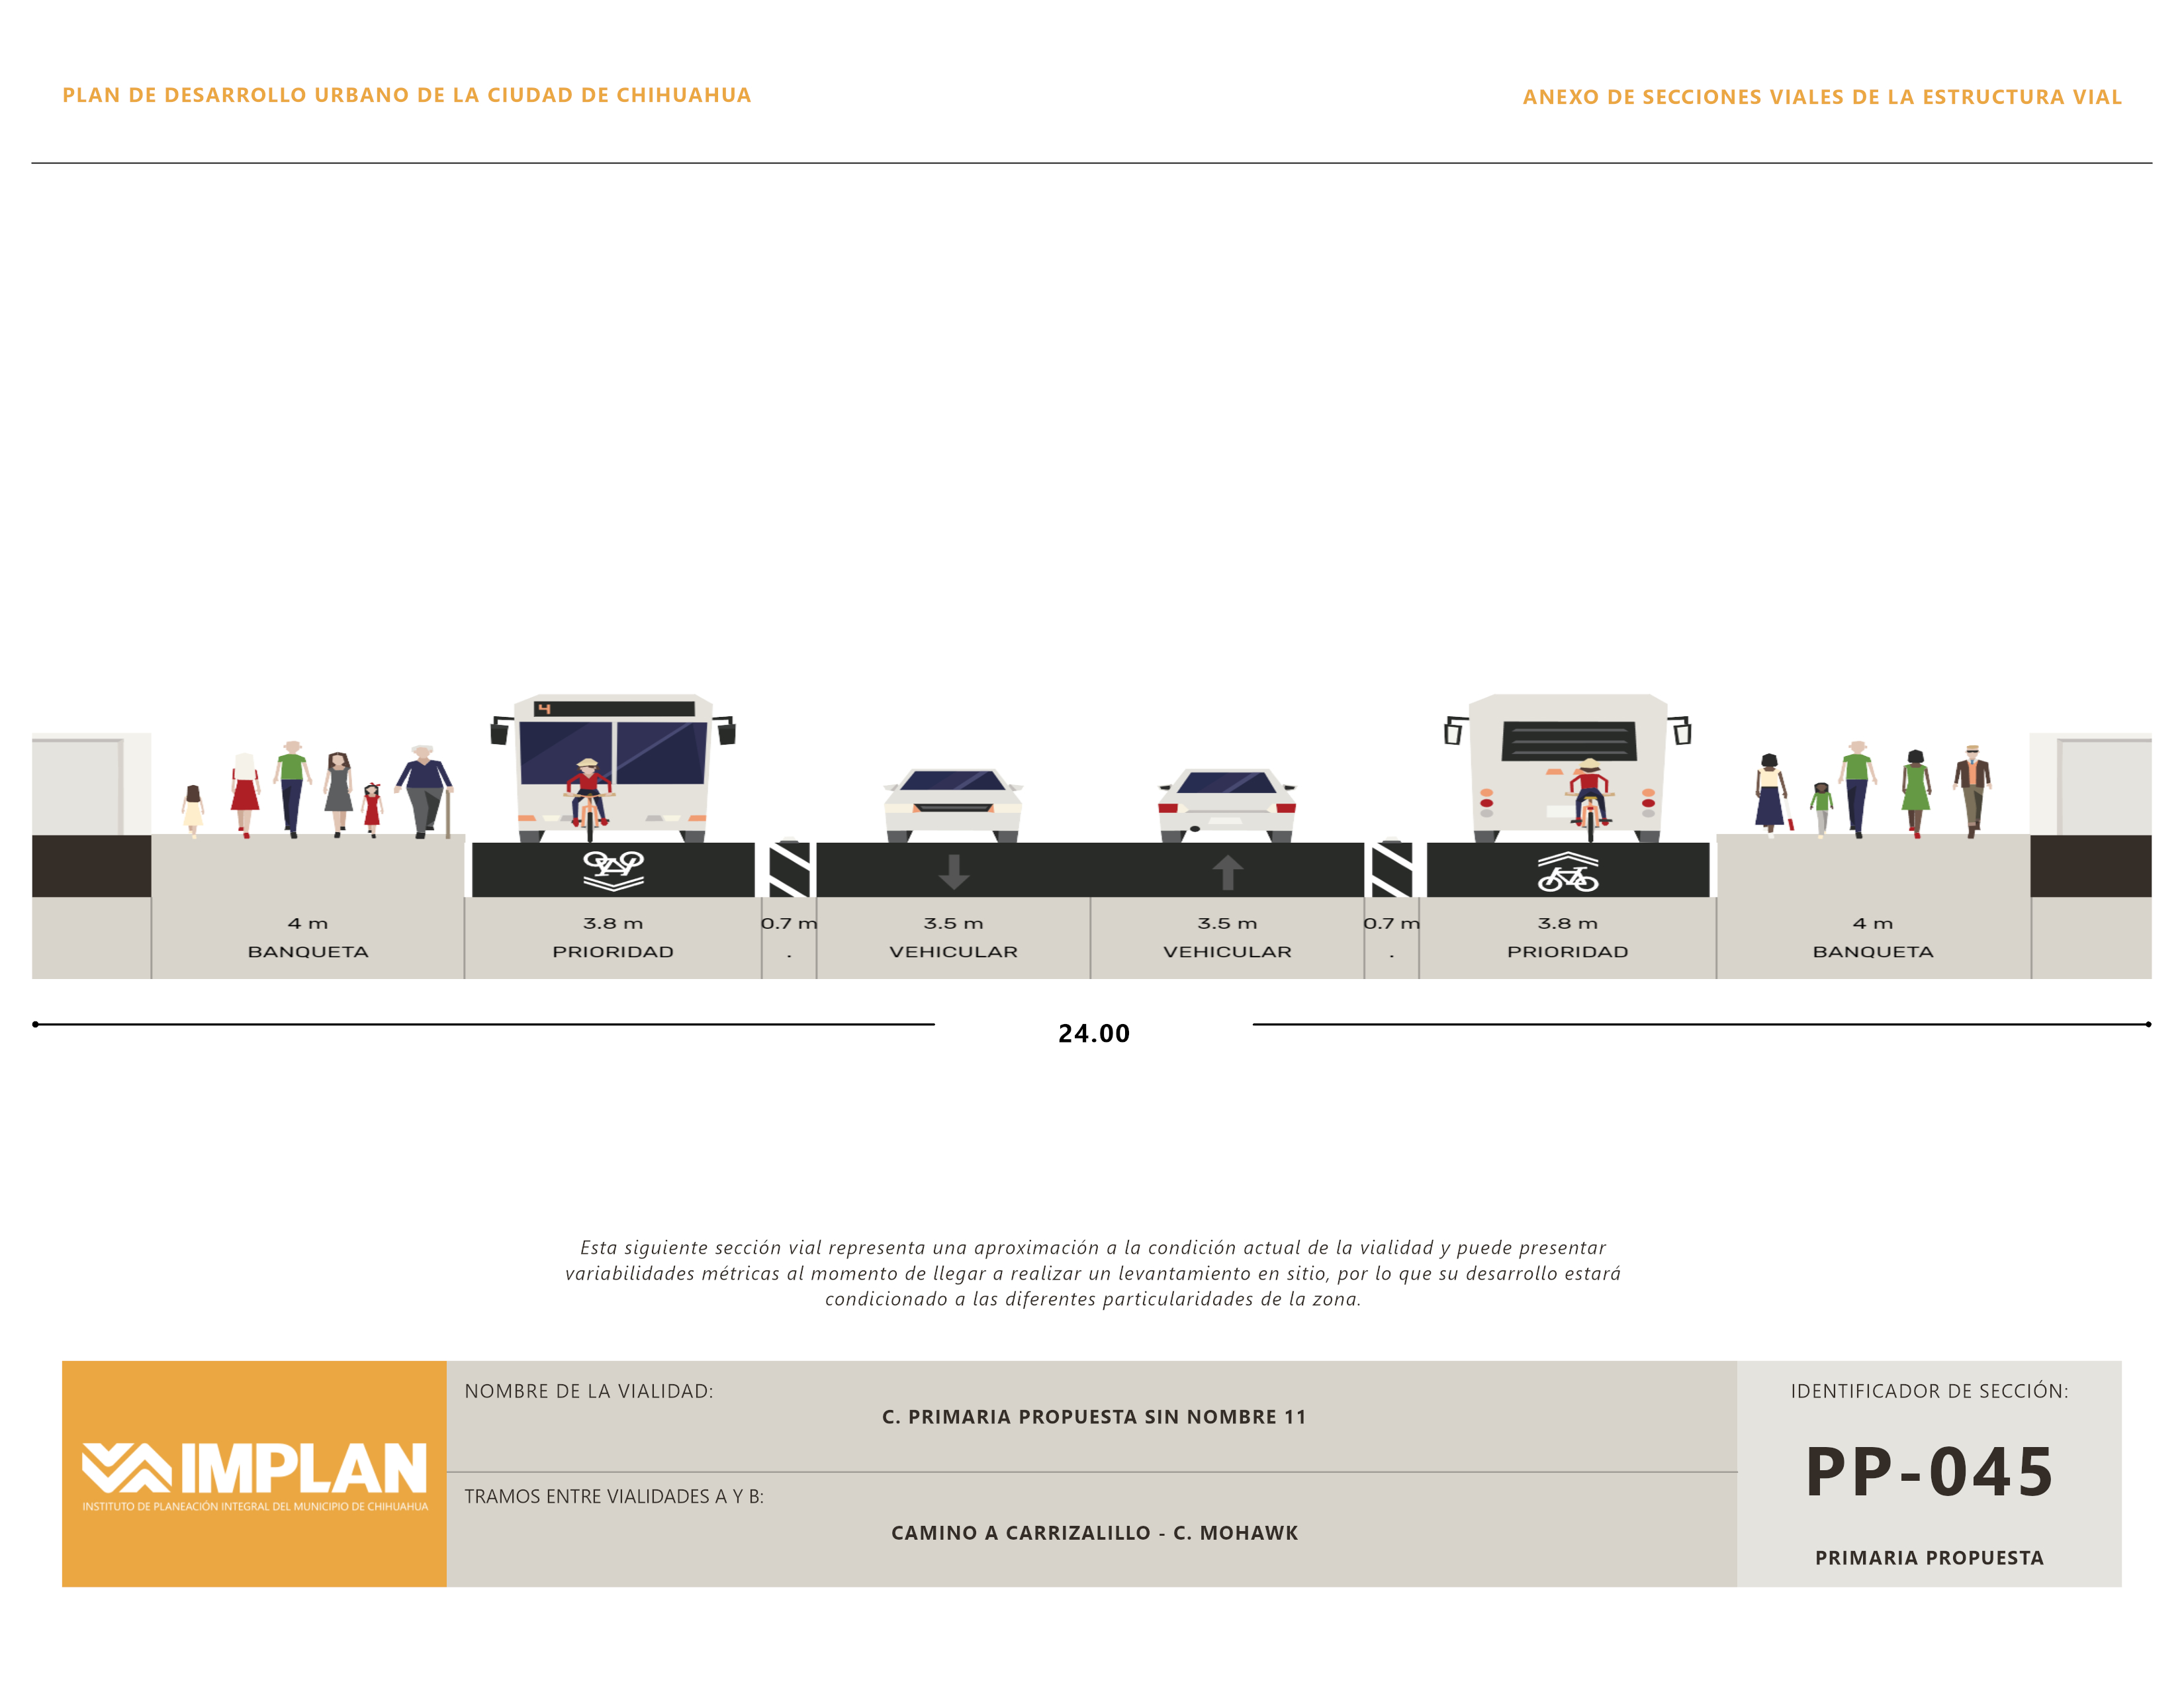 PLAN DE DESARROLLO URBANO DE LA CIUDAD DE CHIHUAHUA
ANEXO DE SECCIONES VIALES DE LA ESTRUCTURA VIAL
4
4 m
3.8 m
0.7 m
3.5 m
3.5 m
0.7 m
3.8 m
4 m
BANQUETA
PRIORIDAD
.
VEHICULAR
VEHICULAR
.
PRIORIDAD
BANQUETA
24.00
Esta siguiente sección vial representa una aproximación a la condición actual de la vialidad y puede presentar
variabilidades métricas al momento de llegar a realizar un levantamiento en sitio, por lo que su desarrollo estará
condicionado a las diferentes particularidades de la zona.
IMPLAN
INSTITUTO DE PLANEACIÓN INTEGRAL DEL MUNICIPIO DE CHIHUAHUA
NOMBRE DE LA VIALIDAD:
C. PRIMARIA PROPUESTA SIN NOMBRE 11
TRAMOS ENTRE VIALIDADES A Y B:
CAMINO A CARRIZALILLO - C. MOHAWK
IDENTIFICADOR DE SECCIÓN:
PP-045
PRIMARIA PROPUESTA